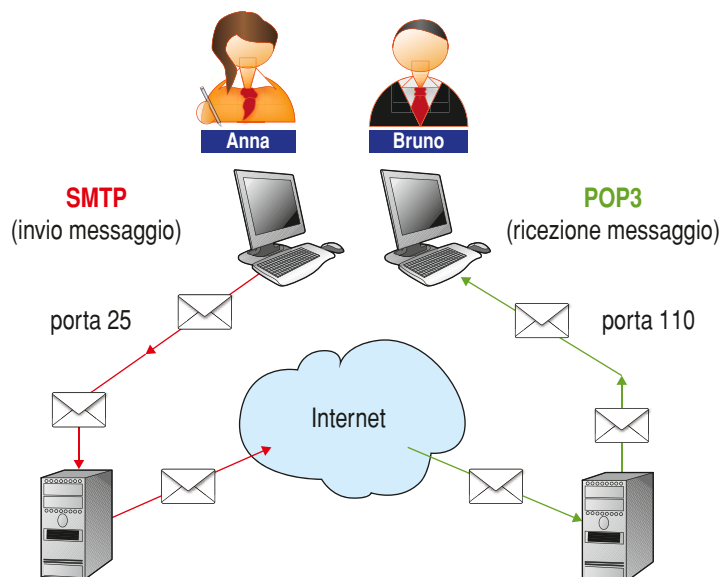 Anna
Bruno
SMTP
(invio messaggio)
POP3
(ricezione messaggio)
porta 25
porta 110
Internet